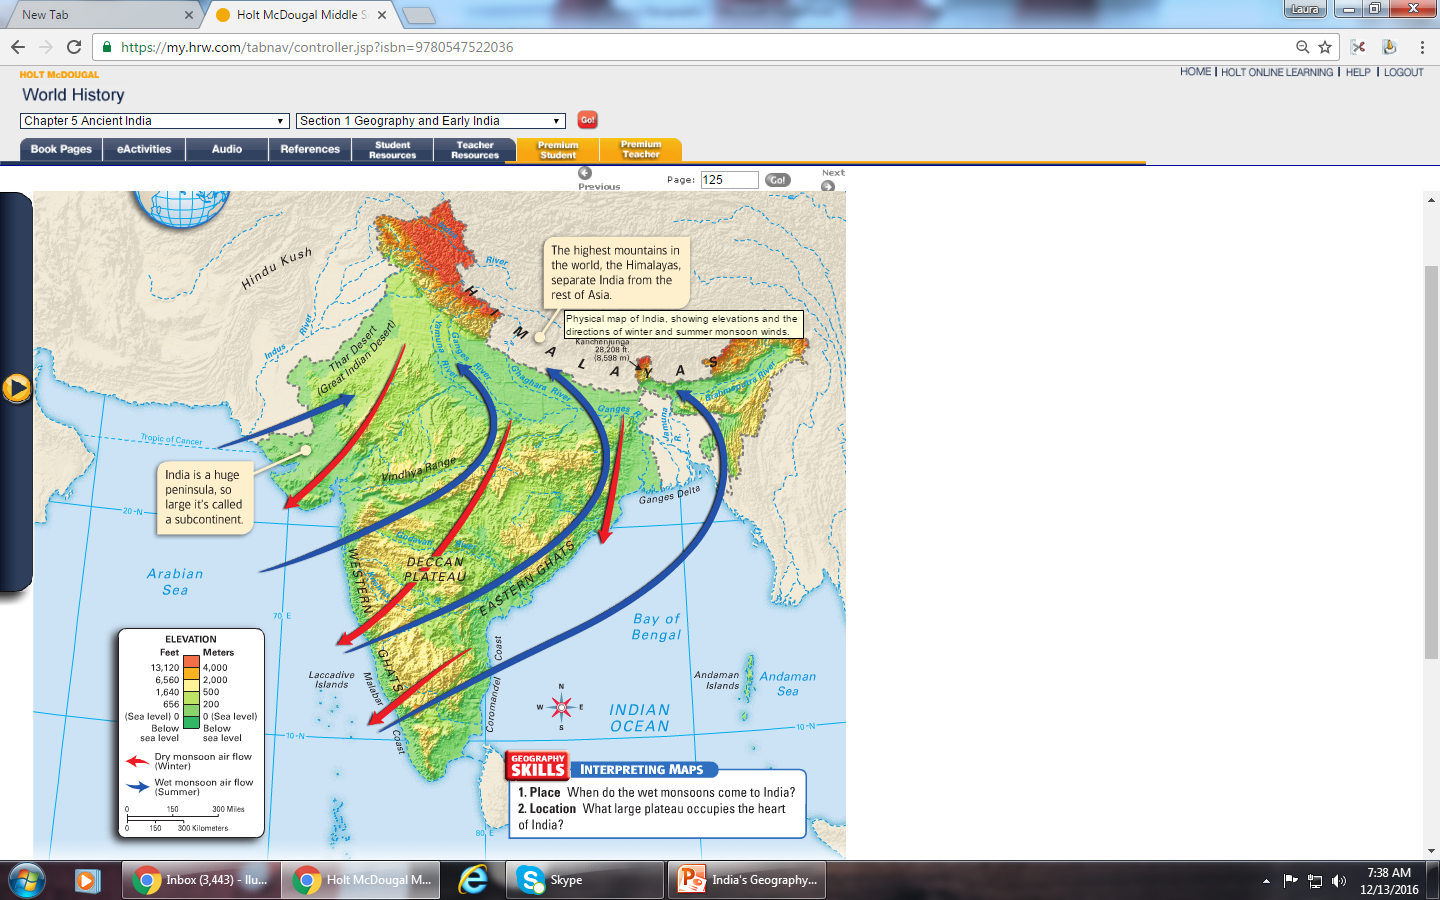 New Tab
Holt McDougal Middle S
Laura
https://my.hrw.com/tabnav/controller.jsp?isbn=9780547522036
HOLT McDOUGAL
World History
HOME | HOLT ONLINE LEARNING | HELP | LOGOUT
Chapter 5 Ancient India
Section 1 Geography and Early India
Go!
Book Pages
eActivities
Audio
References
Student
Resources
Teacher
Resources
Premium
Student
Premium
Teacher
Previous
Page: 125 Go!
Next
Hindu Kush
River
The highest mountains in
the world, the Himalayas,
separate India from the
rest of Asia.
Physical map of India, showing elevations and the
directions of winter and summer monsoon winds.
Kanchenjunga
28,208 ft.
(8,598 m)
HIMALAYAS
Indus River
Thar Desert
(Great Indian Desert)
Yamuna River
Ganges River
Ghaghara River
Ganges R.
Jamuna R.
Brahmaputra River
Tropic of Cancer
India is a huge
peninsula, so
large it's called
a subcontinent.
Vindhya Range
Ganges Delta
20°N
Godavari River
DECCAN
PLATEAU
WESTERN GHATS
EASTERN GHATS
Arabian
Sea
70°E
Bay of
Bengal
Laccadive
Islands
Malabar Coast
Coromandel Coast
Andaman
Islands
Andaman
Sea
N
W E
S
INDIAN
OCEAN
10°N
10°N
80°E
ELEVATION
Feet Meters
13,120 4,000
6,560 2,000
1,640 500
656 200
(Sea level) 0 0 (Sea level)
Below Below
sea level sea level
Dry monsoon air flow
(Winter)
Wet monsoon air flow
(Summer)
0 150 300 Miles
0 150 300 Kilometers
GEOGRAPHY
SKILLS
INTERPRETING MAPS
1. Place When do the wet monsoons come to India?
2. Location What large plateau occupies the heart
of India?
Inbox (3,443) - llu...
Holt McDougal M...
Skype
India's Geography...
7:38 AM
12/13/2016